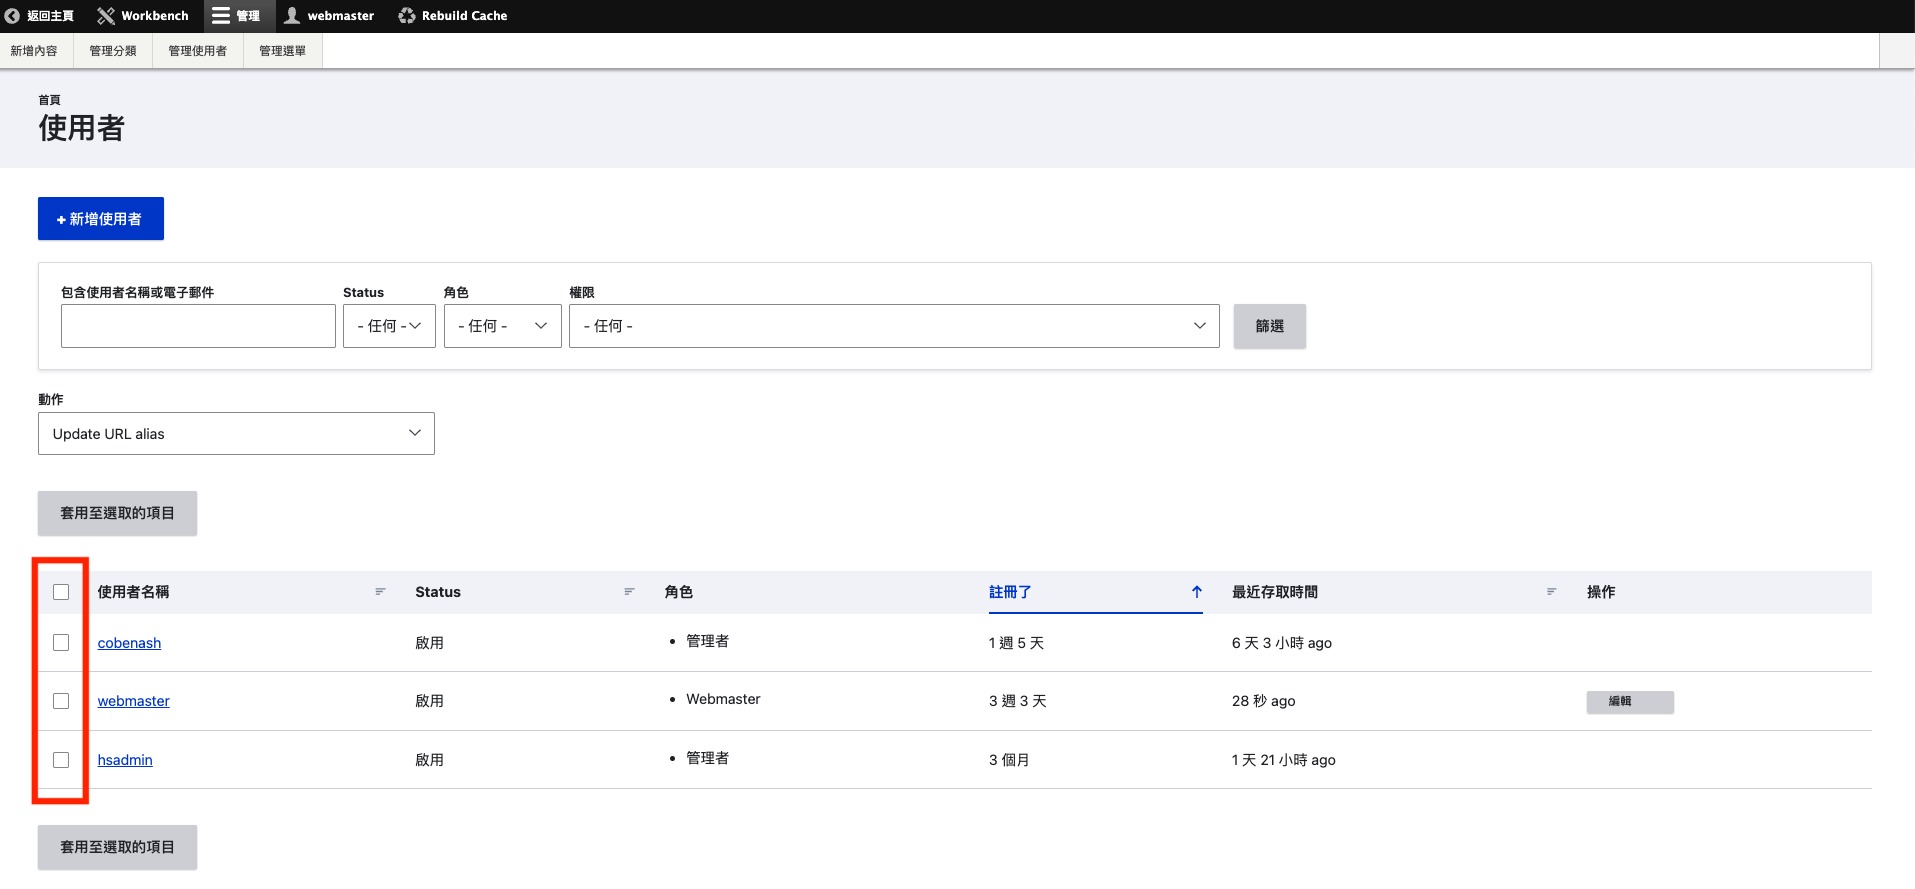 返回主頁 Workbench 管理 webmaster Rebuild Cache
新增內容 管理分類 管理使用者 管理選單
首頁
使用者
+ 新增使用者
包含使用者名稱或電子郵件 Status 角色 權限
- 任何 - - 任何 - - 任何 - 篩選
動作
Update URL alias
套用至選取的項目
使用者名稱 Status 角色 註冊了 最近存取時間 操作
cobenash 啟用 • 管理者 1 週 5 天 6 天 3 小時 ago
webmaster 啟用 • Webmaster 3 週 3 天 28 秒 ago 編輯
hsadmin 啟用 • 管理者 3 個月 1 天 21 小時 ago
套用至選取的項目